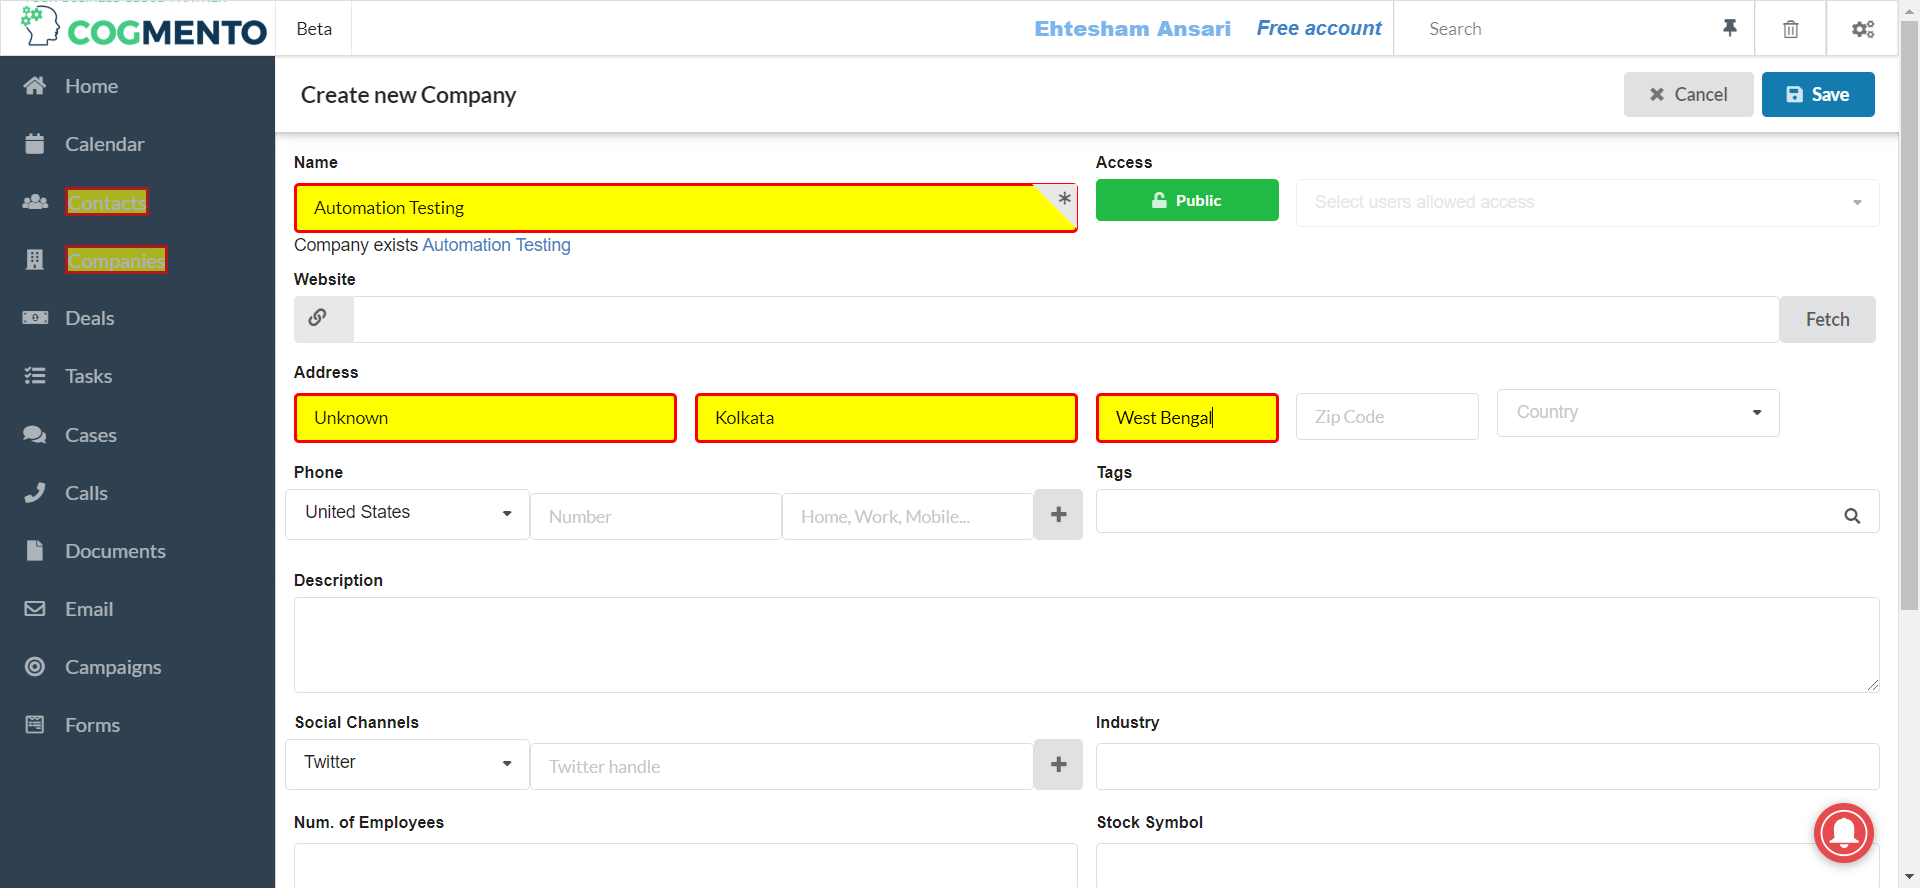 COGMENTO
Beta
Ehtesham Ansari
Free account
Search
Home
Calendar
Contacts
Companies
Deals
Tasks
Cases
Calls
Documents
Email
Campaigns
Forms
Create new Company
Cancel
Save
Name
Access
Automation Testing
*
Public
Select users allowed access
Company exists Automation Testing
Website
Fetch
Address
Unknown
Kolkata
West Bengal
Zip Code
Country
Phone
Tags
United States
Number
Home, Work, Mobile...
Description
Social Channels
Industry
Twitter
Twitter handle
Num. of Employees
Stock Symbol